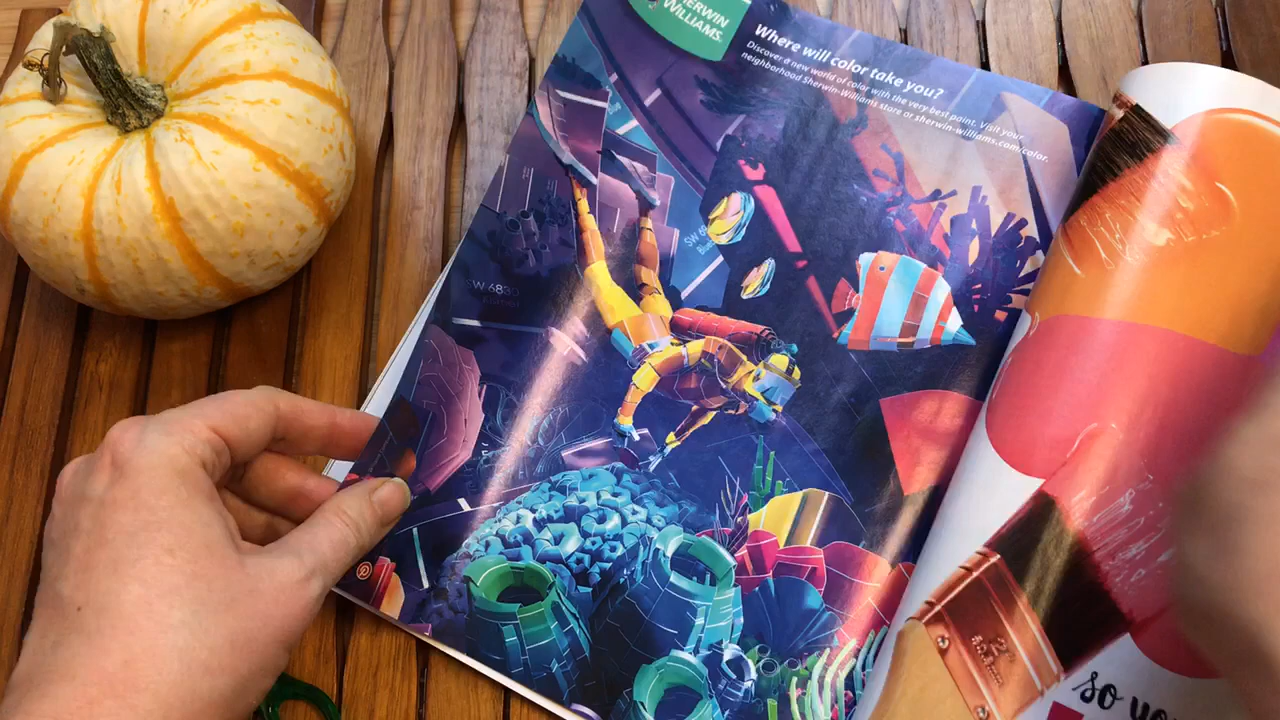 SHERWIN
WILLIAMS.
Where will color take you?
Discover a new world of color with the very best paint. Visit your
neighborhood Sherwin-Williams store or sherwin-williams.com/color.
SW 6830
so yo